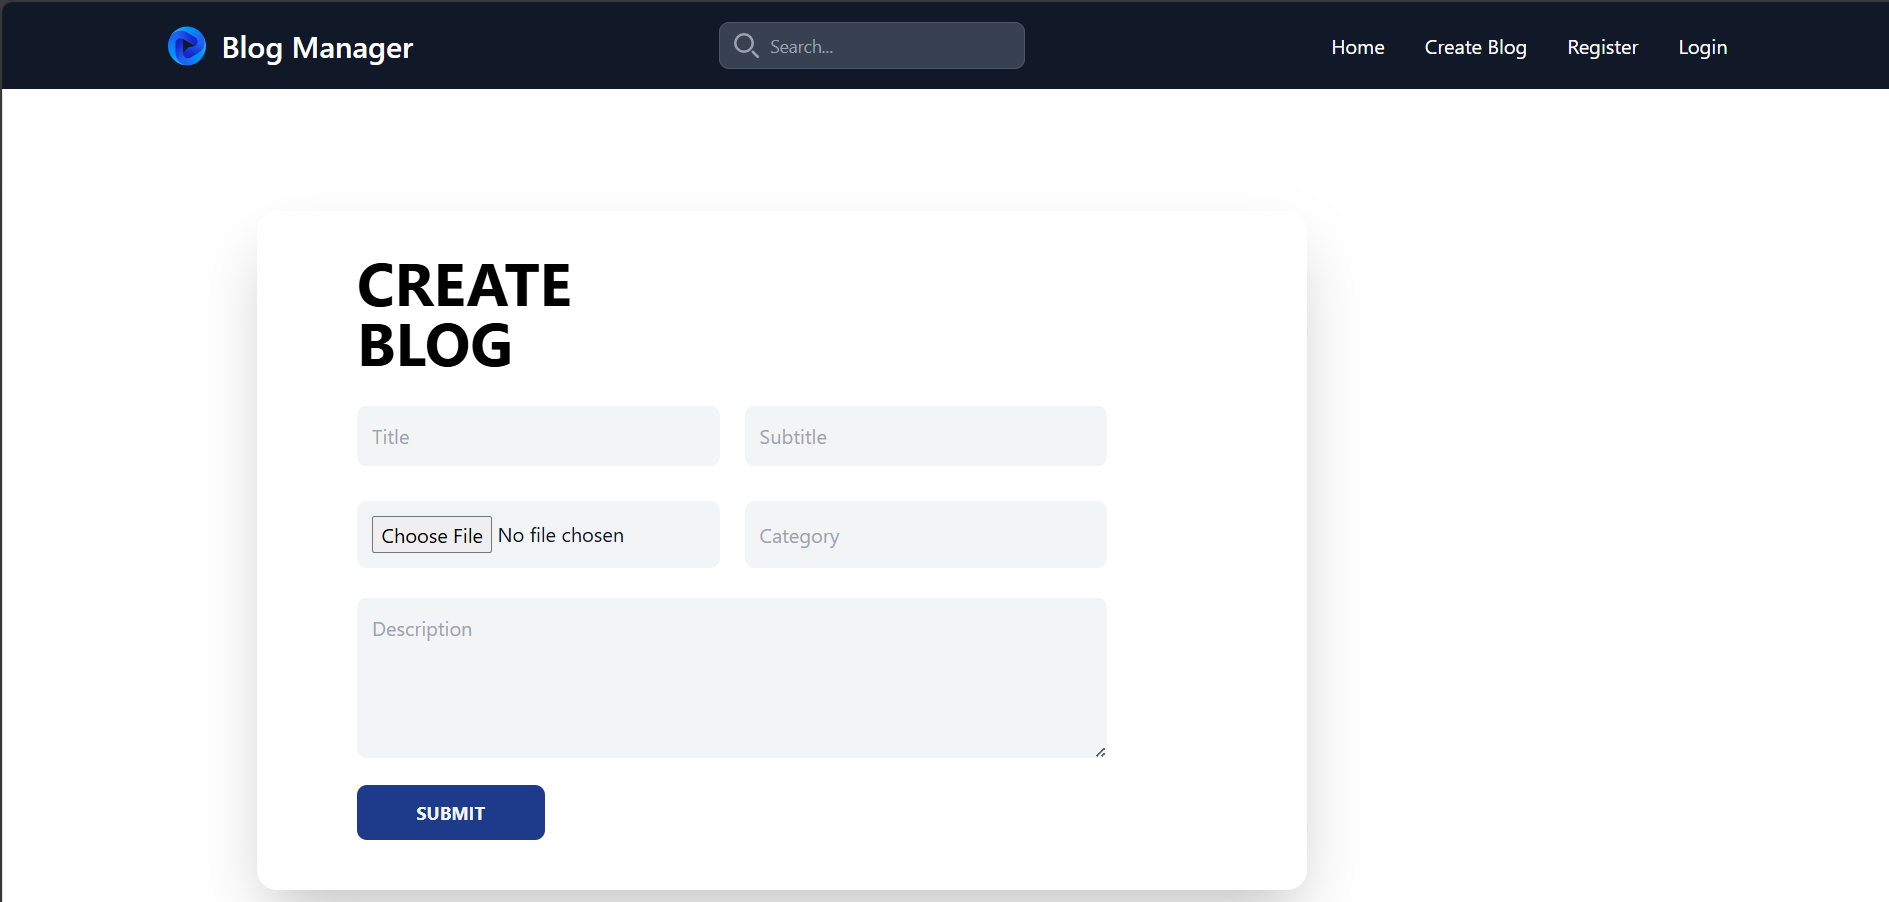 Blog Manager
Search...
Home
Create Blog
Register
Login
CREATE
BLOG
Title
Subtitle
Choose File No file chosen
Category
Description
SUBMIT